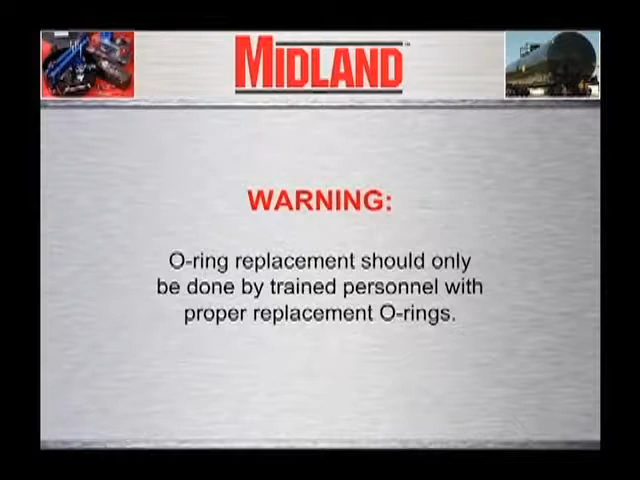 MIDLAND
WARNING:
O-ring replacement should only
be done by trained personnel with
proper replacement O-rings.